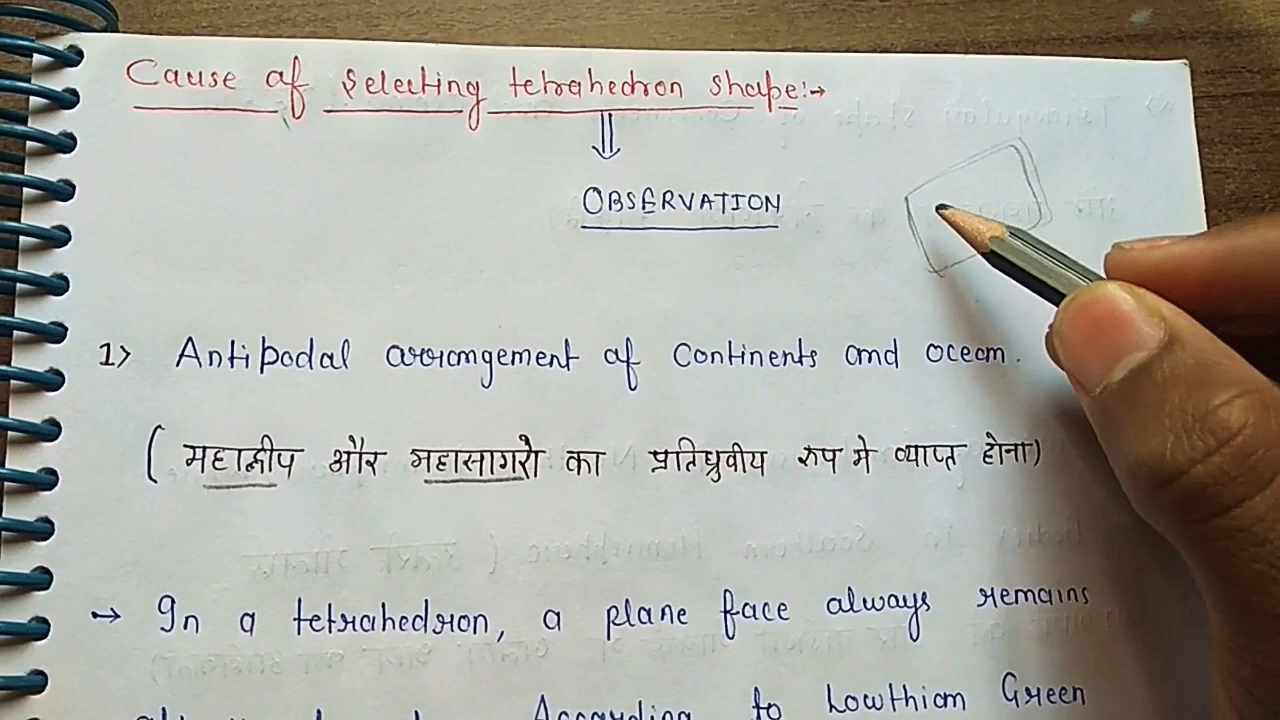 Cause of selecting tetrahedron shape:→
OBSERVATION
1> Antipodal arrangement of continents and ocean.
( महाद्वीप और महासागरो का प्रतिध्रुवीय रुप मे व्याप्त होना)
→ In a tetrahedron, a plane face always remains
According to Lowthian Green